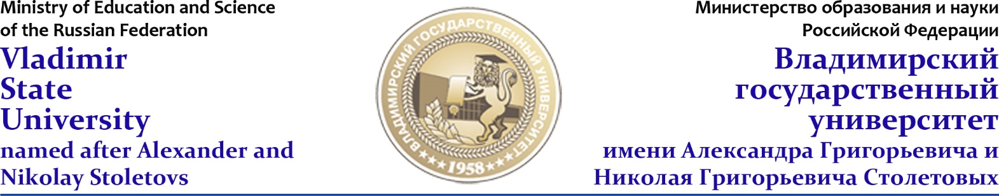 Ministry of Education and Science
of the Russian Federation
Vladimir
State
University
named after Alexander and
Nikolay Stoletovs
ВЛАДИМИРСКИЙ ГОСУДАРСТВЕННЫЙ УНИВЕРСИТЕТ
★★★1958★★★
Министерство образования и науки
Российской Федерации
Владимирский
государственный
университет
имени Александра Григорьевича и
Николая Григорьевича Столетовых